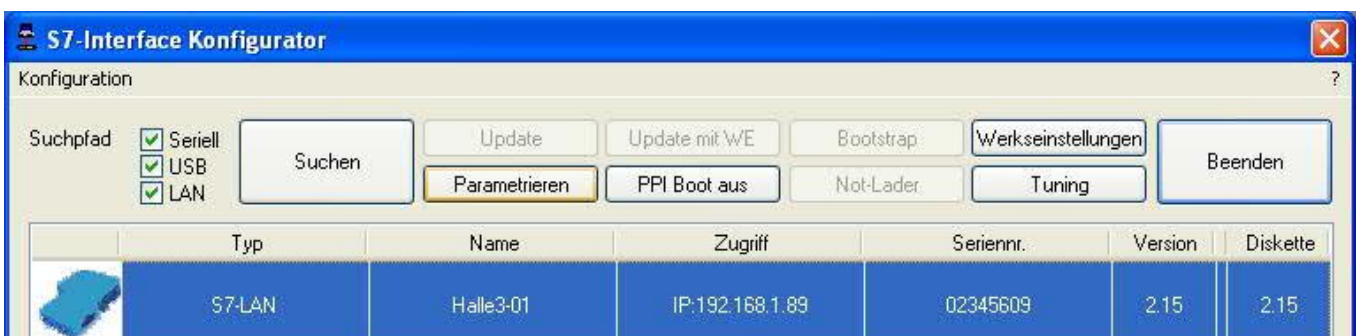 S7-Interface Konfigurator
Konfiguration ?
Suchpfad
Seriell
USB
LAN
Suchen
Update
Update mit WE
Bootstrap
Werkseinstellungen
Parametrieren
PPI Boot aus
Not-Lader
Tuning
Beenden
Typ Name Zugriff Seriennr. Version Diskette
S7-LAN Halle3-01 IP:192.168.1.89 02345609 2.15 2.15